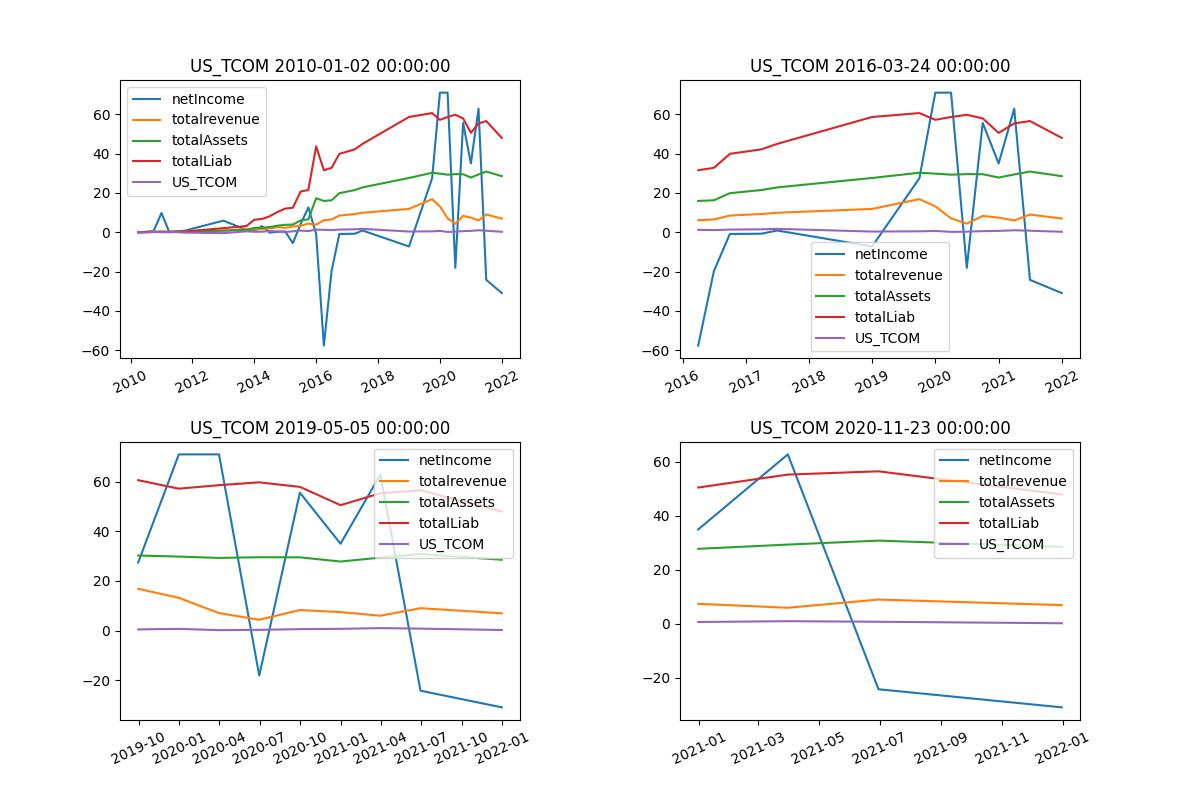 US_TCOM 2010-01-02 00:00:00
netIncome
totalrevenue
totalAssets
totalLiab
US_TCOM
60
40
20
0
−20
−40
−60
2010 2012 2014 2016 2018 2020 2022
US_TCOM 2016-03-24 00:00:00
60
40
20
0
−20
−40
−60
netIncome
totalrevenue
totalAssets
totalLiab
US_TCOM
2016 2017 2018 2019 2020 2021 2022
US_TCOM 2019-05-05 00:00:00
netIncome
totalrevenue
totalAssets
totalLiab
US_TCOM
60
40
20
0
−20
2019-10 2020-01 2020-04 2020-07 2020-10 2021-01 2021-04 2021-07 2021-10 2022-01
US_TCOM 2020-11-23 00:00:00
netIncome
totalrevenue
totalAssets
totalLiab
US_TCOM
60
40
20
0
−20
2021-01 2021-03 2021-05 2021-07 2021-09 2021-11 2022-01